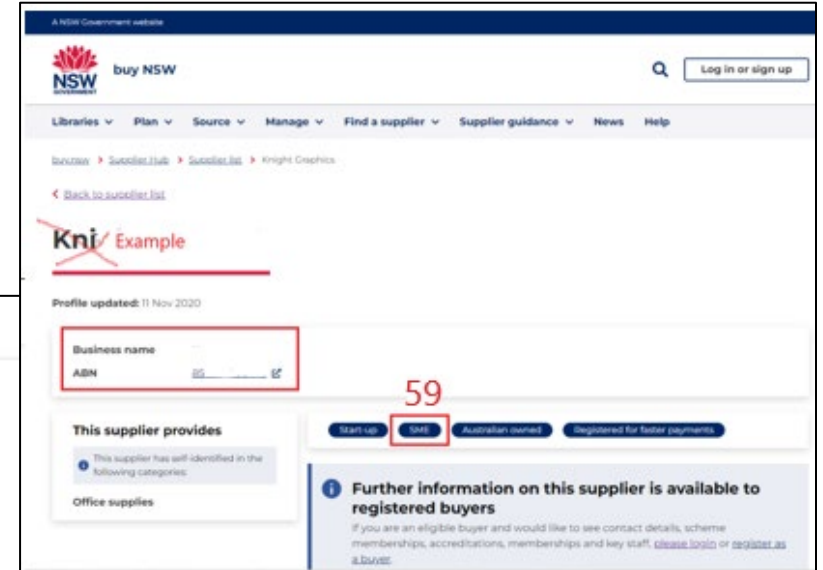 A NSW Government website
NSW
GOVERNMENT
buy NSW
Log in or sign up
Libraries Plan Source Manage Find a supplier Supplier guidance News Help
buy.nsw > Supplier Hub > Supplier list > Knight Graphics
Back to supplier list
Kni Example
Profile updated: 11 Nov 2020
Business name
ABN 85
59
This supplier provides
Start-up SME Australian owned Registered for faster payments
This supplier has self-identified in the
following categories:
Office supplies
Further information on this supplier is available to
registered buyers
If you are an eligible buyer and would like to see contact details, scheme
memberships, accreditations, memberships and key staff, please login or register as
a buyer.